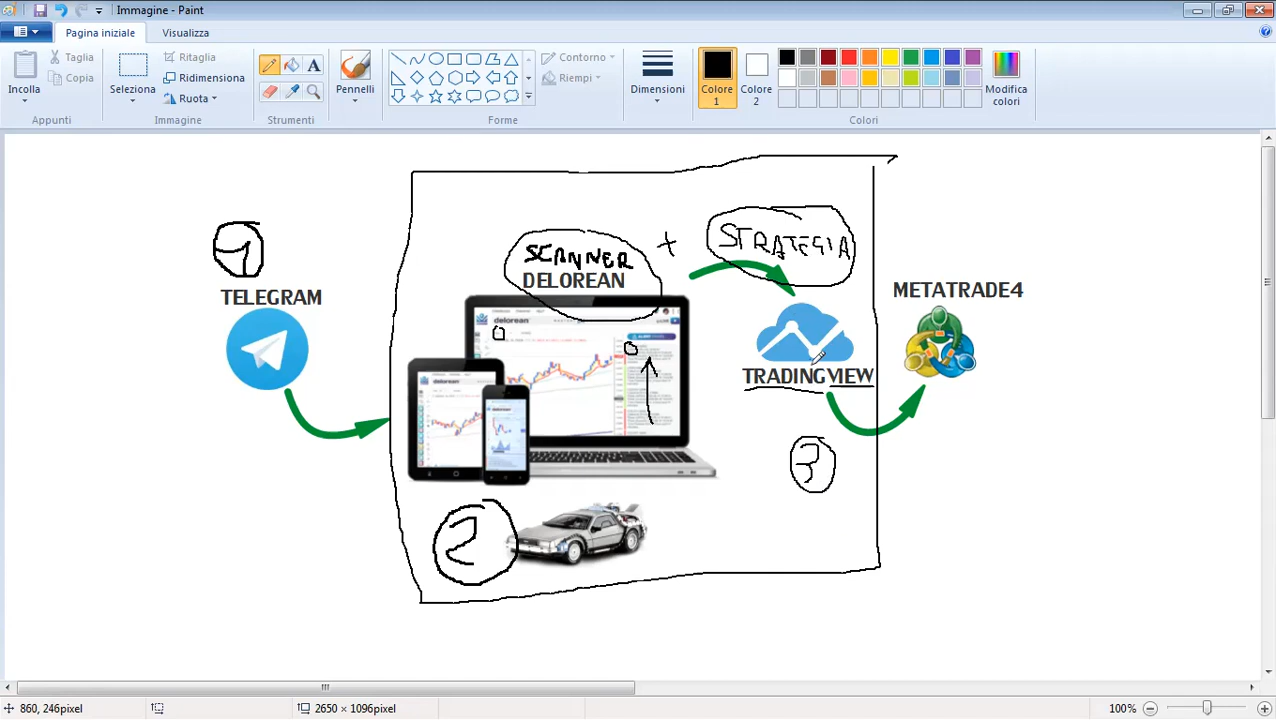 Immagine - Paint
Pagina iniziale
Visualizza
Incolla
Taglia
Copia
Appunti
Seleziona
Ritaglia
Ridimensiona
Ruota
Immagine
Strumenti
Pennelli
Forme
Contorno
Riempi
Dimensioni
Colore
1
Colore
2
Modifica
colori
Colori
1
TELEGRAM
SCANNER
DELOREAN
+
STRATEGIA
delorean
delorean
TRADINGVIEW
METATRADE4
2
3
860, 246pixel
2650 × 1096pixel
100%